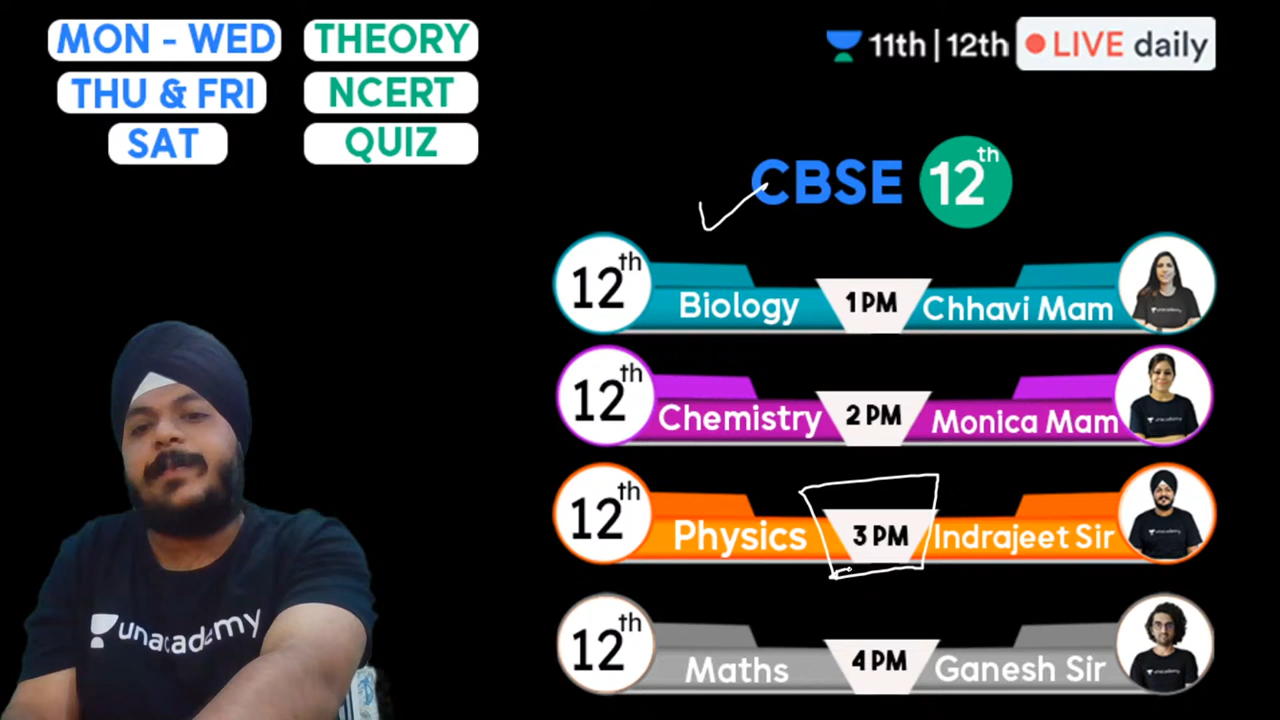 MON - WED THEORY
THU & FRI NCERT
SAT QUIZ
11th | 12th LIVE daily
CBSE 12th
12th Biology 1 PM Chhavi Mam
12th Chemistry 2 PM Monica Mam
12th Physics 3 PM Indrajeet Sir
12th Maths 4 PM Ganesh Sir
unacademy